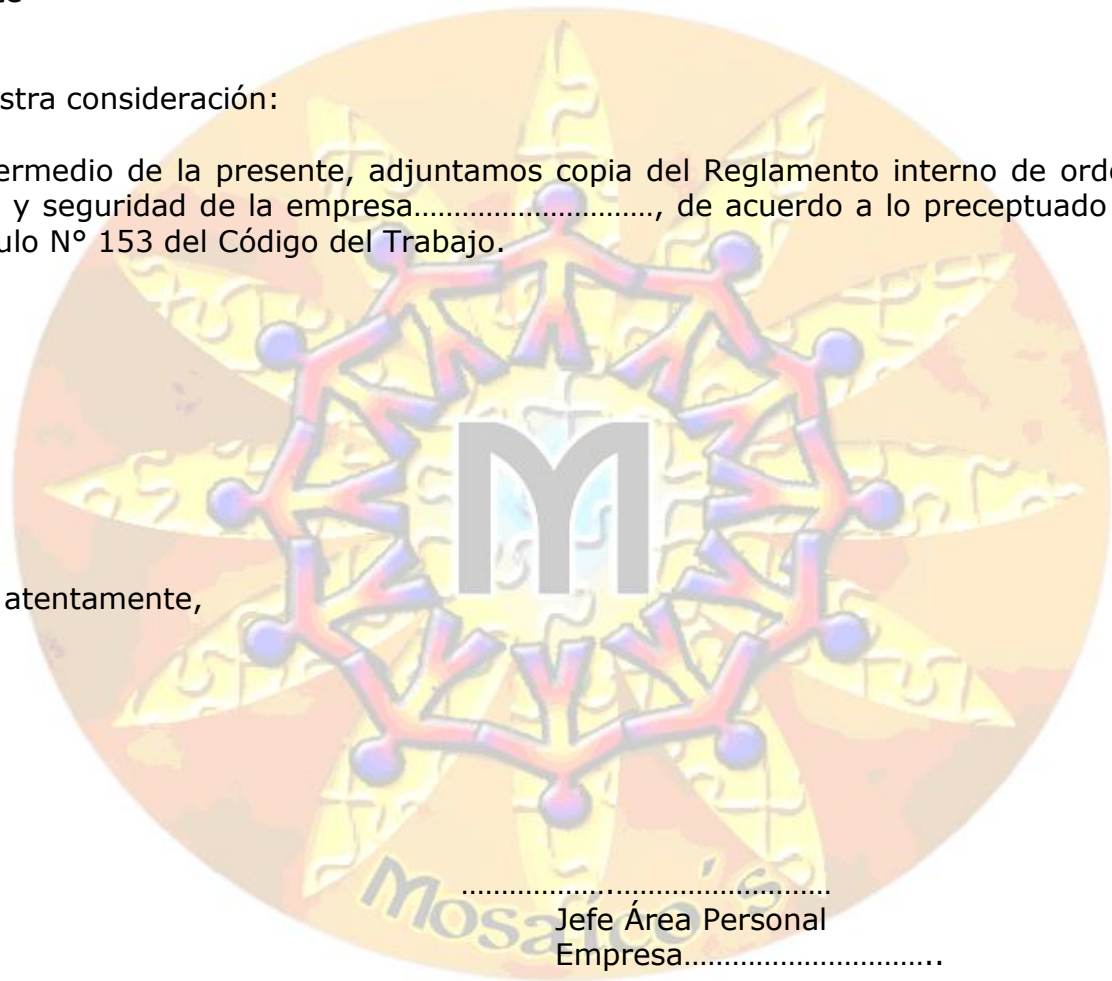 stra consideración:
ermedio de la presente, adjuntamos copia del Reglamento interno de orde
y seguridad de la empresa…………………………, de acuerdo a lo preceptuado
ulo N° 153 del Código del Trabajo.
M
atentamente,
……………….………………………
Mosaico´s
Jefe Área Personal
Empresa…………………………..